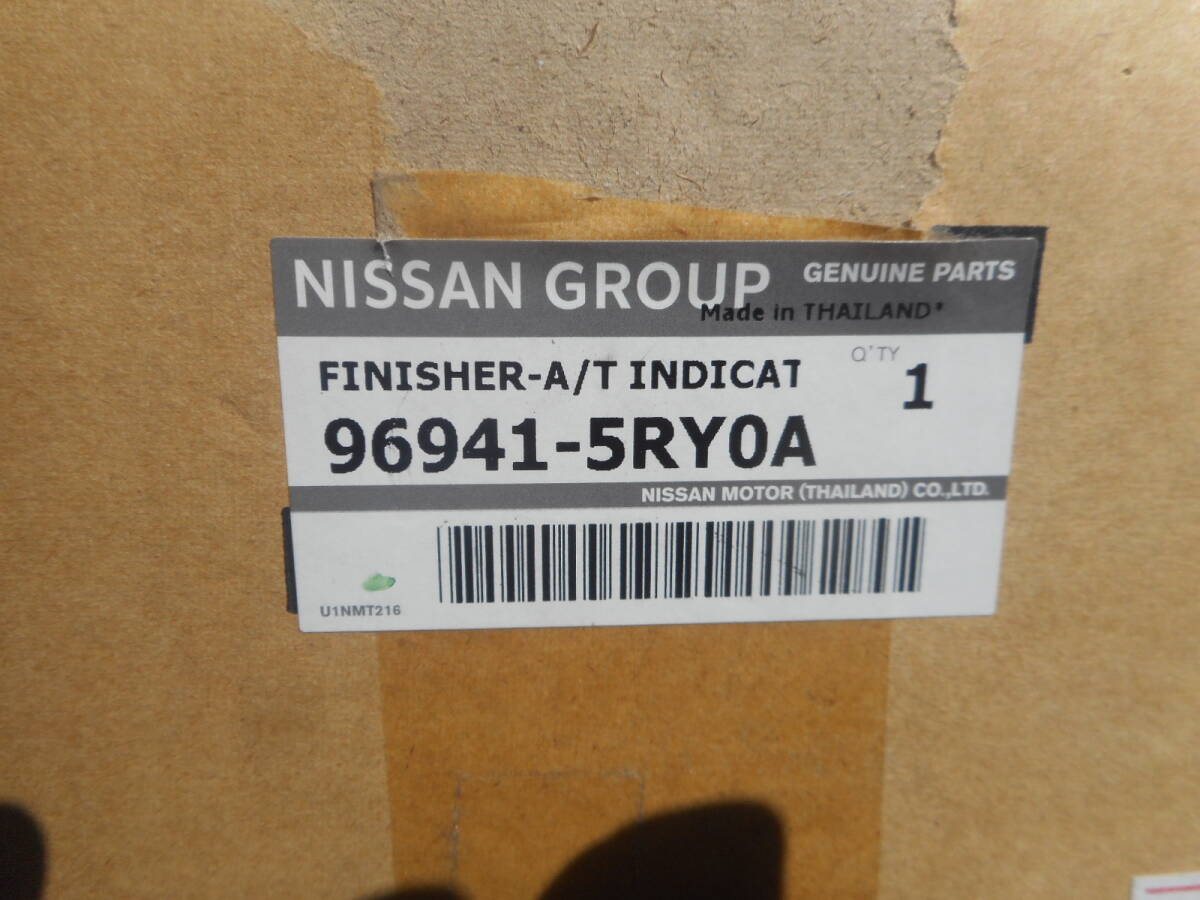 NISSAN GROUP GENUINE PARTS
Made in THAILAND*
FINISHER-A/T INDICAT Q'TY
96941-5RY0A 1
NISSAN MOTOR (THAILAND) CO.,LTD.
U1NMT216